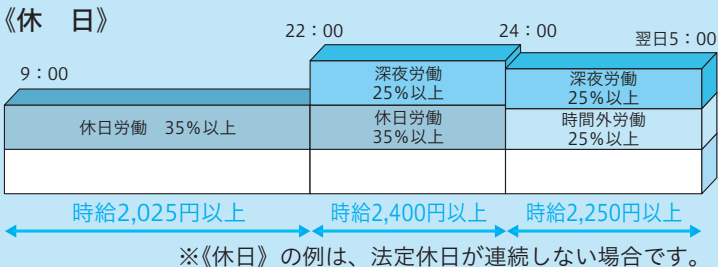 《休　日》
22：00
24：00
翌日5：00
9：00
深夜労働
25%以上
深夜労働
25%以上
休日労働　35%以上
休日労働
35%以上
時間外労働
25%以上
時給2,025円以上
時給2,400円以上
時給2,250円以上
※《休日》の例は、法定休日が連続しない場合です。